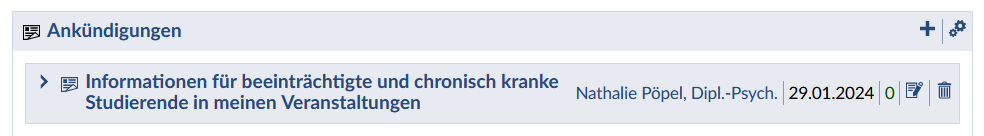 Ankündigungen
Informationen für beeinträchtigte und chronisch kranke
Studierende in meinen Veranstaltungen
Nathalie Pöpel, Dipl.-Psych. 29.01.2024 0